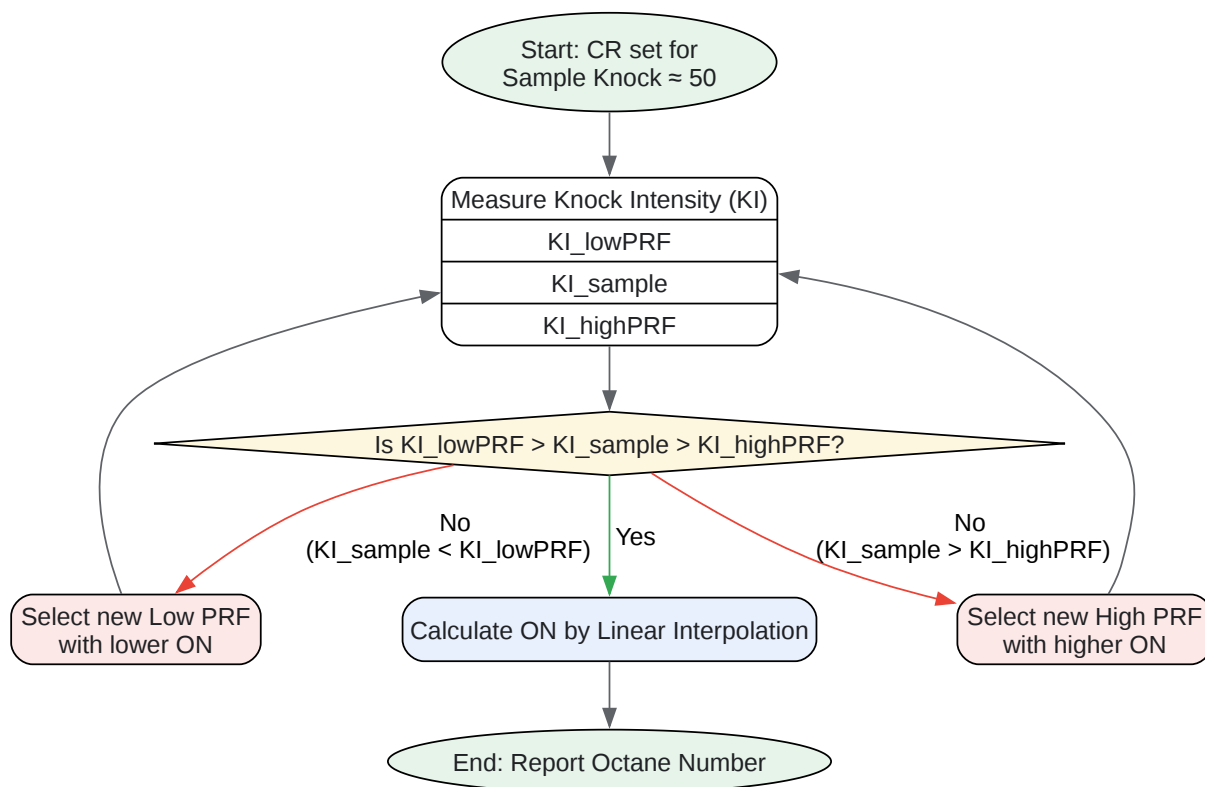 Start: CR set for
Sample Knock ≈ 50
Measure Knock Intensity (KI)
KI_lowPRF
KI_sample
KI_highPRF
Is KI_lowPRF > KI_sample > KI_highPRF?
No
(KI_sample < KI_lowPRF)
Yes
No
(KI_sample > KI_highPRF)
Select new Low PRF
with lower ON
Calculate ON by Linear Interpolation
Select new High PRF
with higher ON
End: Report Octane Number